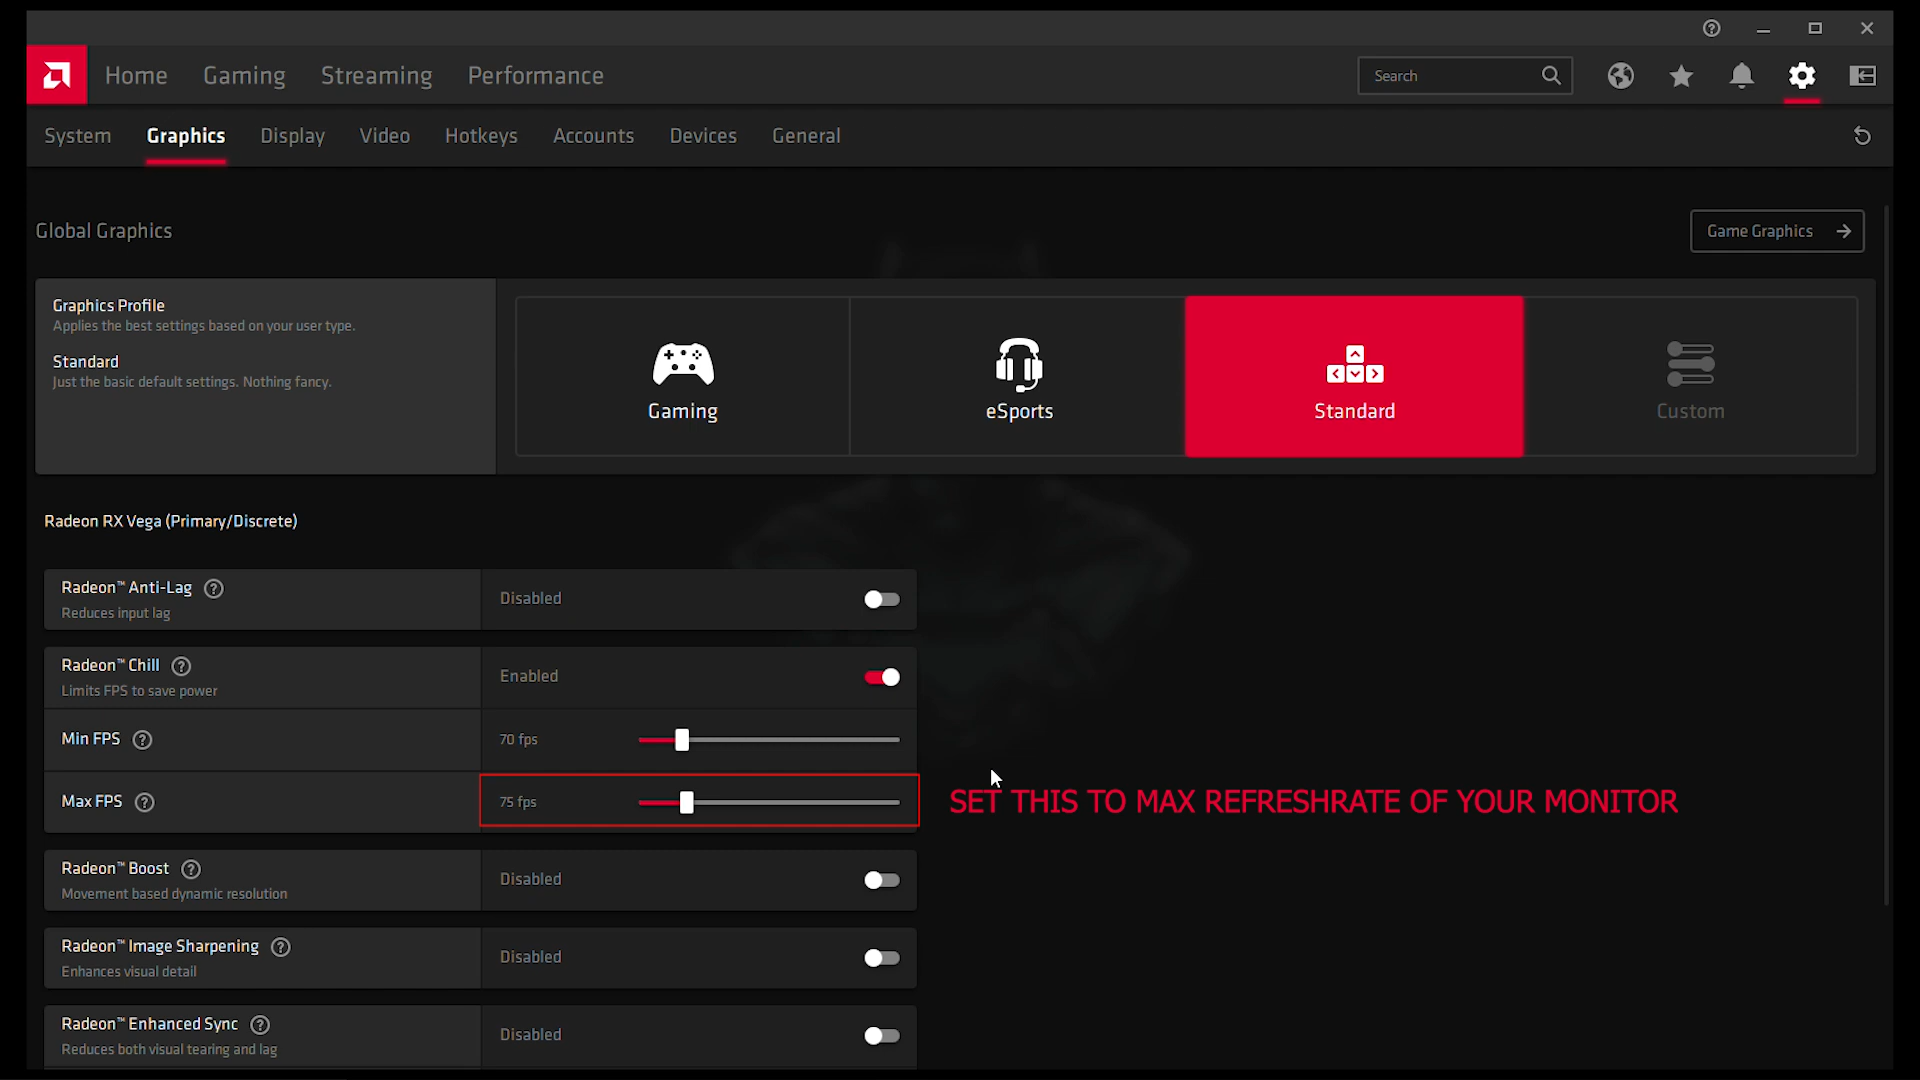 Home Gaming Streaming Performance Search
System Graphics Display Video Hotkeys Accounts Devices General
Global Graphics
Game Graphics
Graphics Profile
Applies the best settings based on your user type.
Standard
Just the basic default settings. Nothing fancy.
Gaming eSports Standard Custom
Radeon RX Vega (Primary/Discrete)
Radeon™ Anti-Lag ?
Reduces input lag
Disabled
Radeon™ Chill ?
Limits FPS to save power
Enabled
Min FPS ? 70 fps
Max FPS ? 75 fps
SET THIS TO MAX REFRESHRATE OF YOUR MONITOR
Radeon™ Boost ?
Movement based dynamic resolution
Disabled
Radeon™ Image Sharpening ?
Enhances visual detail
Disabled
Radeon™ Enhanced Sync ?
Reduces both visual tearing and lag
Disabled